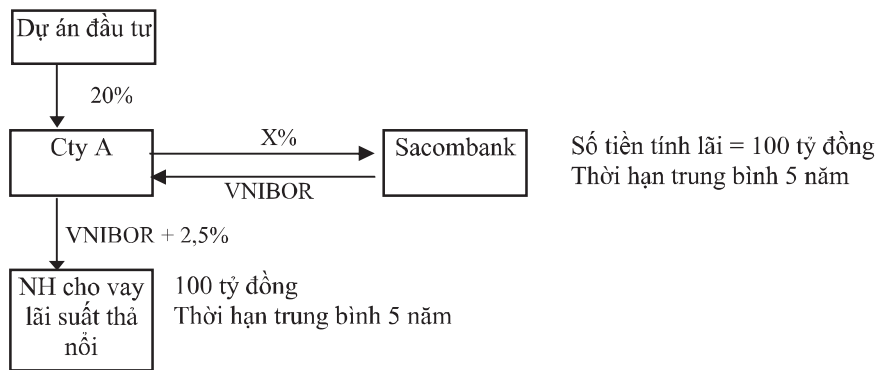 Dự án đầu tư
20%
Cty A
X%
Sacombank
VNIBOR
Số tiền tính lãi = 100 tỷ đồng
Thời hạn trung bình 5 năm
VNIBOR + 2,5%
NH cho vay
lãi suất thả
nổi
100 tỷ đồng
Thời hạn trung bình 5 năm